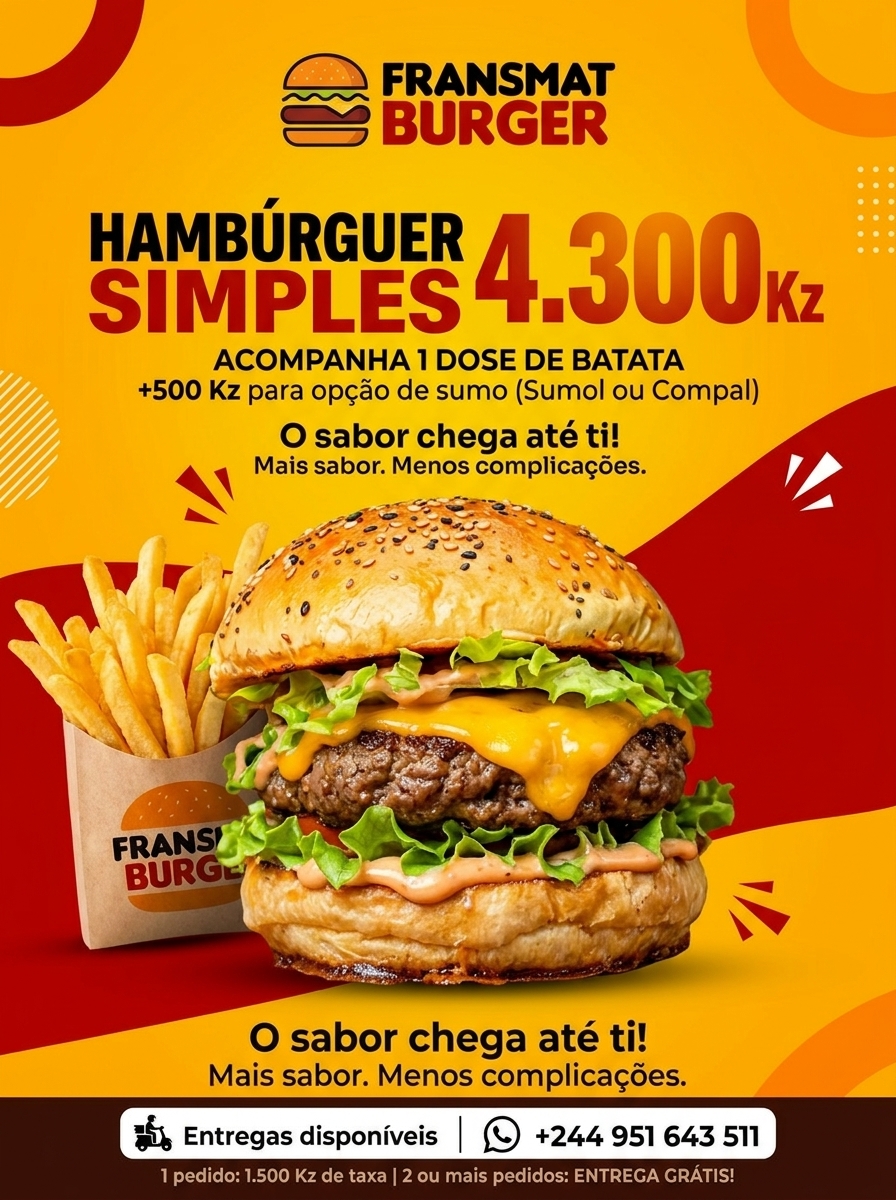 FRANSMAT
BURGER
HAMBÚRGUER
SIMPLES
4.300Kz
ACOMPANHA 1 DOSE DE BATATA
+500 Kz para opção de sumo (Sumol ou Compal)
O sabor chega até ti!
Mais sabor. Menos complicações.
FRANSM
BURGE
O sabor chega até ti!
Mais sabor. Menos complicações.
Entregas disponíveis | +244 951 643 511
1 pedido: 1.500 Kz de taxa | 2 ou mais pedidos: ENTREGA GRÁTIS!